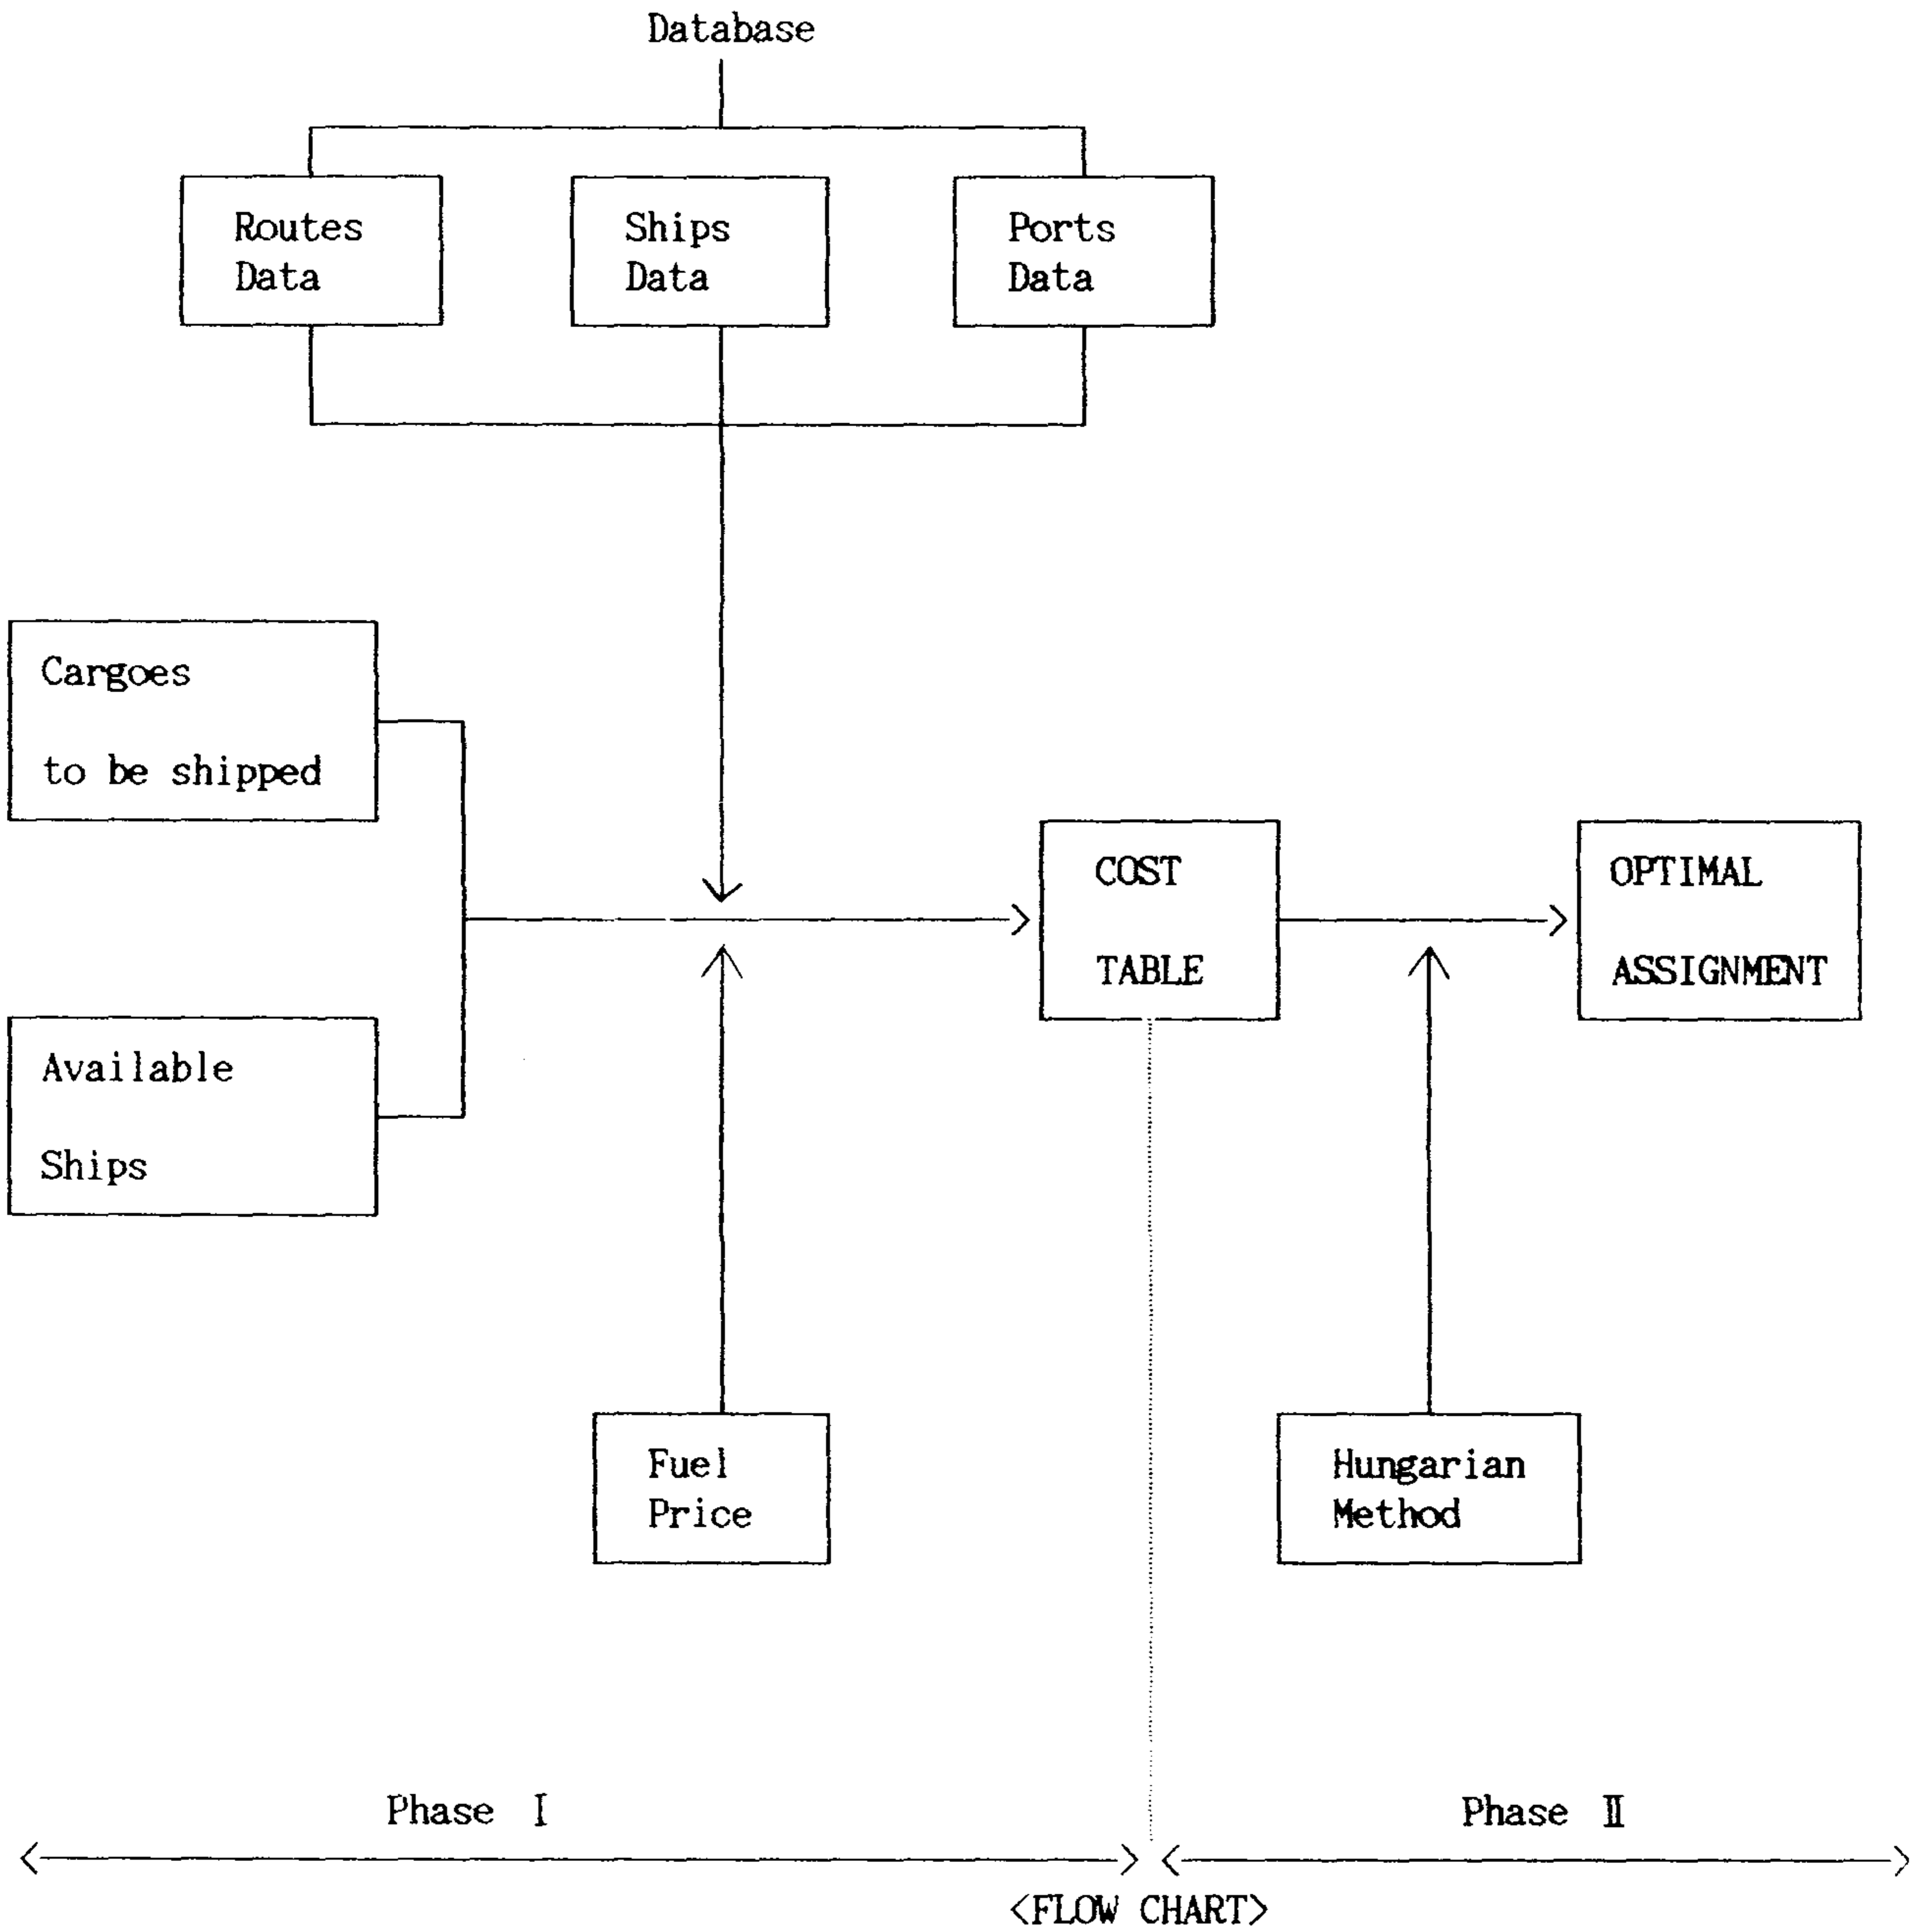 Database
Routes
Data
Ships
Data
Ports
Data
Cargoes
to be shipped
Available
Ships
COST
TABLE
OPTIMAL
ASSIGNMENT
Fuel
Price
Hungarian
Method
Phase Ⅰ
Phase Ⅱ
<FLOW CHART>